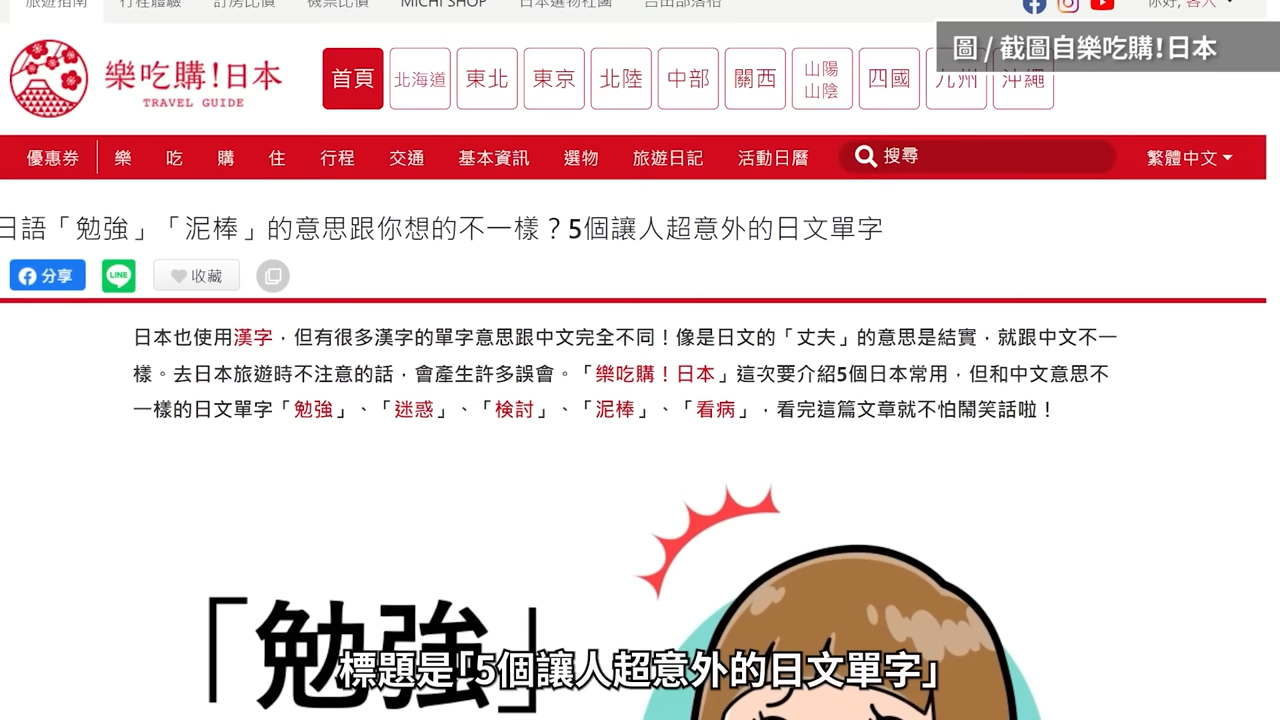 旅遊指南 行程體驗 訂房比價 機票比價 MICHI SHOP 日本選物社團 吉田部落格 你好, 客人
圖 / 截圖自樂吃購!日本
樂吃購!日本
TRAVEL GUIDE
首頁 北海道 東北 東京 北陸 中部 關西 山陽山陰 四國 九州 沖繩
優惠券 樂 吃 購 住 行程 交通 基本資訊 選物 旅遊日記 活動日曆 搜尋 繁體中文
日語「勉強」「泥棒」的意思跟你想的不一樣？5個讓人超意外的日文單字
分享 LINE 收藏
日本也使用漢字，但有很多漢字的單字意思跟中文完全不同！像是日文的「丈夫」的意思是結實，就跟中文不一
樣。去日本旅遊時不注意的話，會產生許多誤會。「樂吃購！日本」這次要介紹5個日本常用，但和中文意思不
一樣的日文單字「勉強」、「迷惑」、「検討」、「泥棒」、「看病」，看完這篇文章就不怕鬧笑話啦！
「勉強」
標題是「5個讓人超意外的日文單字」